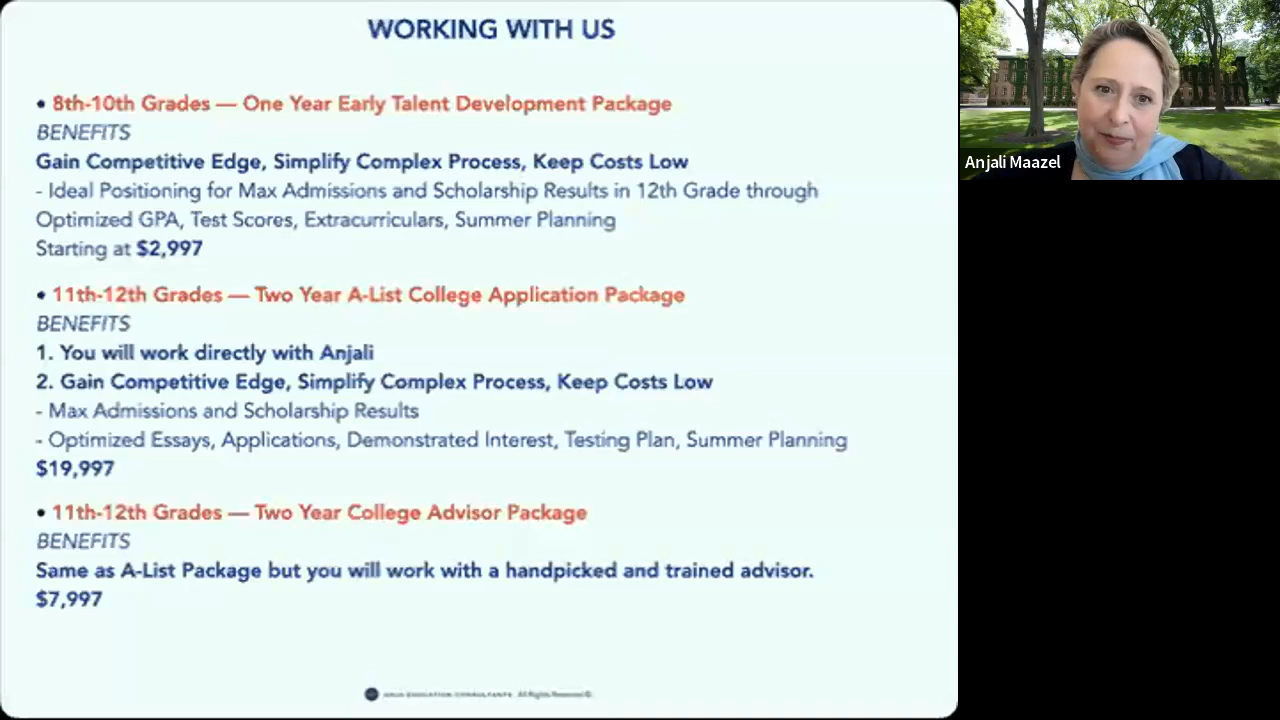 WORKING WITH US
• 8th-10th Grades — One Year Early Talent Development Package
BENEFITS
Gain Competitive Edge, Simplify Complex Process, Keep Costs Low
- Ideal Positioning for Max Admissions and Scholarship Results in 12th Grade through
Optimized GPA, Test Scores, Extracurriculars, Summer Planning
Starting at $2,997
• 11th-12th Grades — Two Year A-List College Application Package
BENEFITS
1. You will work directly with Anjali
2. Gain Competitive Edge, Simplify Complex Process, Keep Costs Low
- Max Admissions and Scholarship Results
- Optimized Essays, Applications, Demonstrated Interest, Testing Plan, Summer Planning
$19,997
• 11th-12th Grades — Two Year College Advisor Package
BENEFITS
Same as A-List Package but you will work with a handpicked and trained advisor.
$7,997
EDUCATION CONSULTANTS All Rights Reserved ©
Anjali Maazel